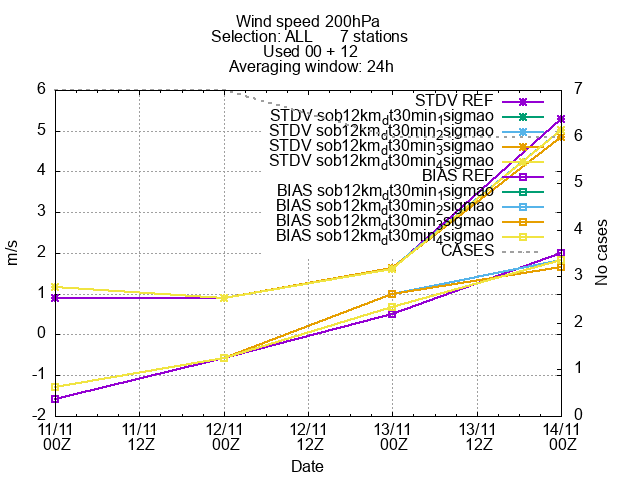 Wind speed 200hPa
Selection: ALL 7 stations
Used 00 + 12
Averaging window: 24h
6
5
4
3
2
1
0
-1
-2
m/s
7
6
5
4
3
2
1
0
No cases
STDV REF
STDV sob12km_dt30min_1sigmao
STDV sob12km_dt30min_2sigmao
STDV sob12km_dt30min_3sigmao
STDV sob12km_dt30min_4sigmao
BIAS REF
BIAS sob12km_dt30min_1sigmao
BIAS sob12km_dt30min_2sigmao
BIAS sob12km_dt30min_3sigmao
BIAS sob12km_dt30min_4sigmao
CASES
11/11 11/11 12/11 12/11 13/11 13/11 14/11
00Z 12Z 00Z 12Z 00Z 12Z 00Z
Date